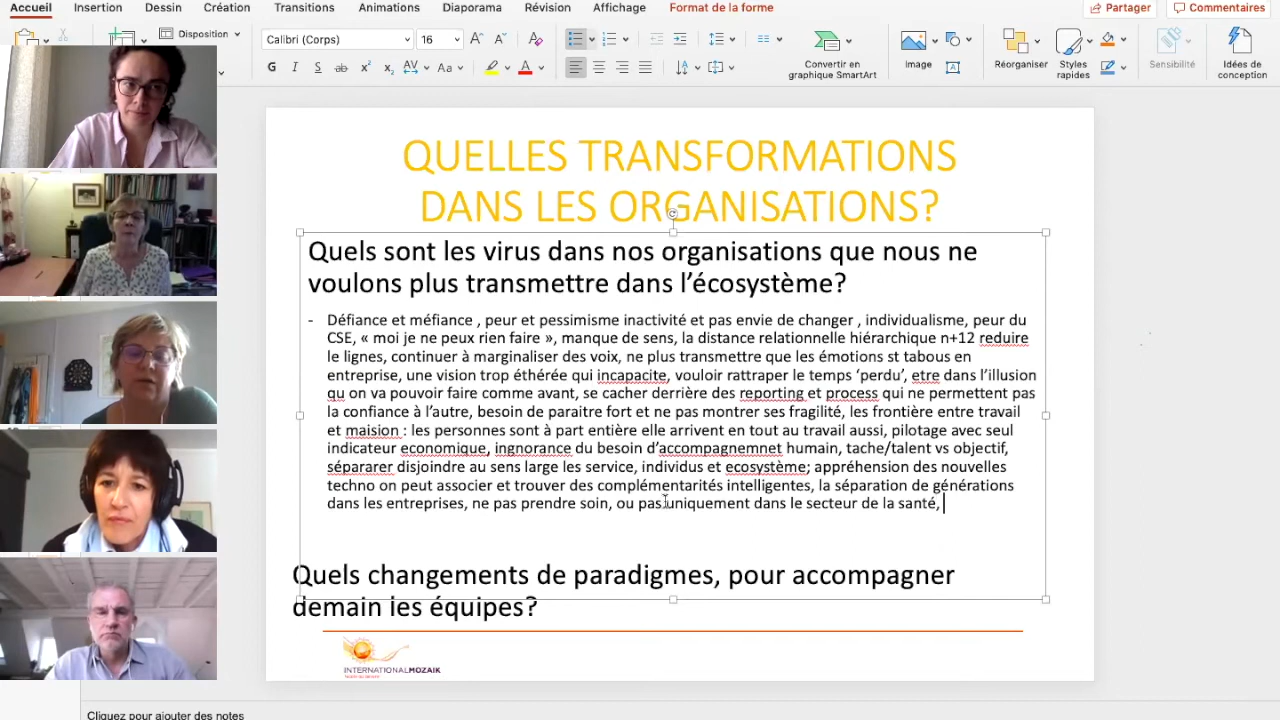 Accueil Insertion Dessin Création Transitions Animations Diaporama Révision Affichage Format de la forme Partager Commentaires
Disposition
Calibri (Corps) 16
Convertir en
graphique SmartArt
Image
Réorganiser
Styles
rapides
Sensibilité
Idées de
conception
QUELLES TRANSFORMATIONS
DANS LES ORGANISATIONS?
Quels sont les virus dans nos organisations que nous ne
voulons plus transmettre dans l’écosystème?
- Défiance et méfiance , peur et pessimisme inactivité et pas envie de changer , individualisme, peur du
CSE, « moi je ne peux rien faire », manque de sens, la distance relationnelle hiérarchique n+12 reduire
le lignes, continuer à marginaliser des voix, ne plus transmettre que les émotions st tabous en
entreprise, une vision trop éthérée qui incapacite, vouloir rattraper le temps ‘perdu’, etre dans l’illusion
qu on va pouvoir faire comme avant, se cacher derrière des reporting et process qui ne permettent pas
la confiance à l’autre, besoin de paraitre fort et ne pas montrer ses fragilité, les frontière entre travail
et maision : les personnes sont à part entière elle arrivent en tout au travail aussi, pilotage avec seul
indicateur economique, ingnorance du besoin d’accompagnemnet humain, tache/talent vs objectif,
sépararer disjoindre au sens large les service, individus et ecosystème; appréhension des nouvelles
techno on peut associer et trouver des complémentarités intelligentes, la séparation de générations
dans les entreprises, ne pas prendre soin, ou pas uniquement dans le secteur de la santé,
Quels changements de paradigmes, pour accompagner
demain les équipes?
INTERNATIONALMOZAIK
Cliquez pour ajouter des notes